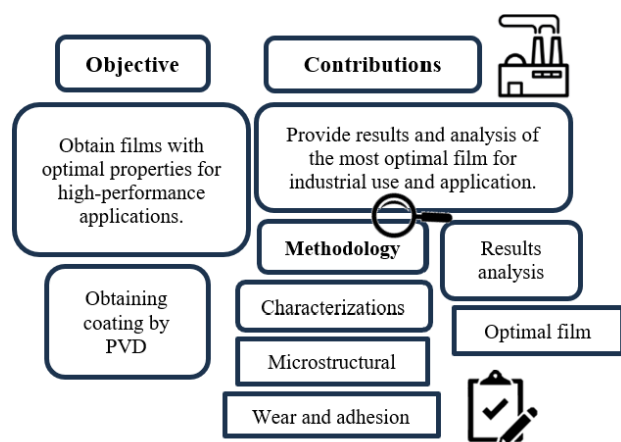 Objective
Contributions
Obtain films with
optimal properties for
high-performance
applications.
Provide results and analysis of
the most optimal film for
industrial use and application.
Methodology
Results
analysis
Obtaining
coating by
PVD
Characterizations
Optimal film
Microstructural
Wear and adhesion